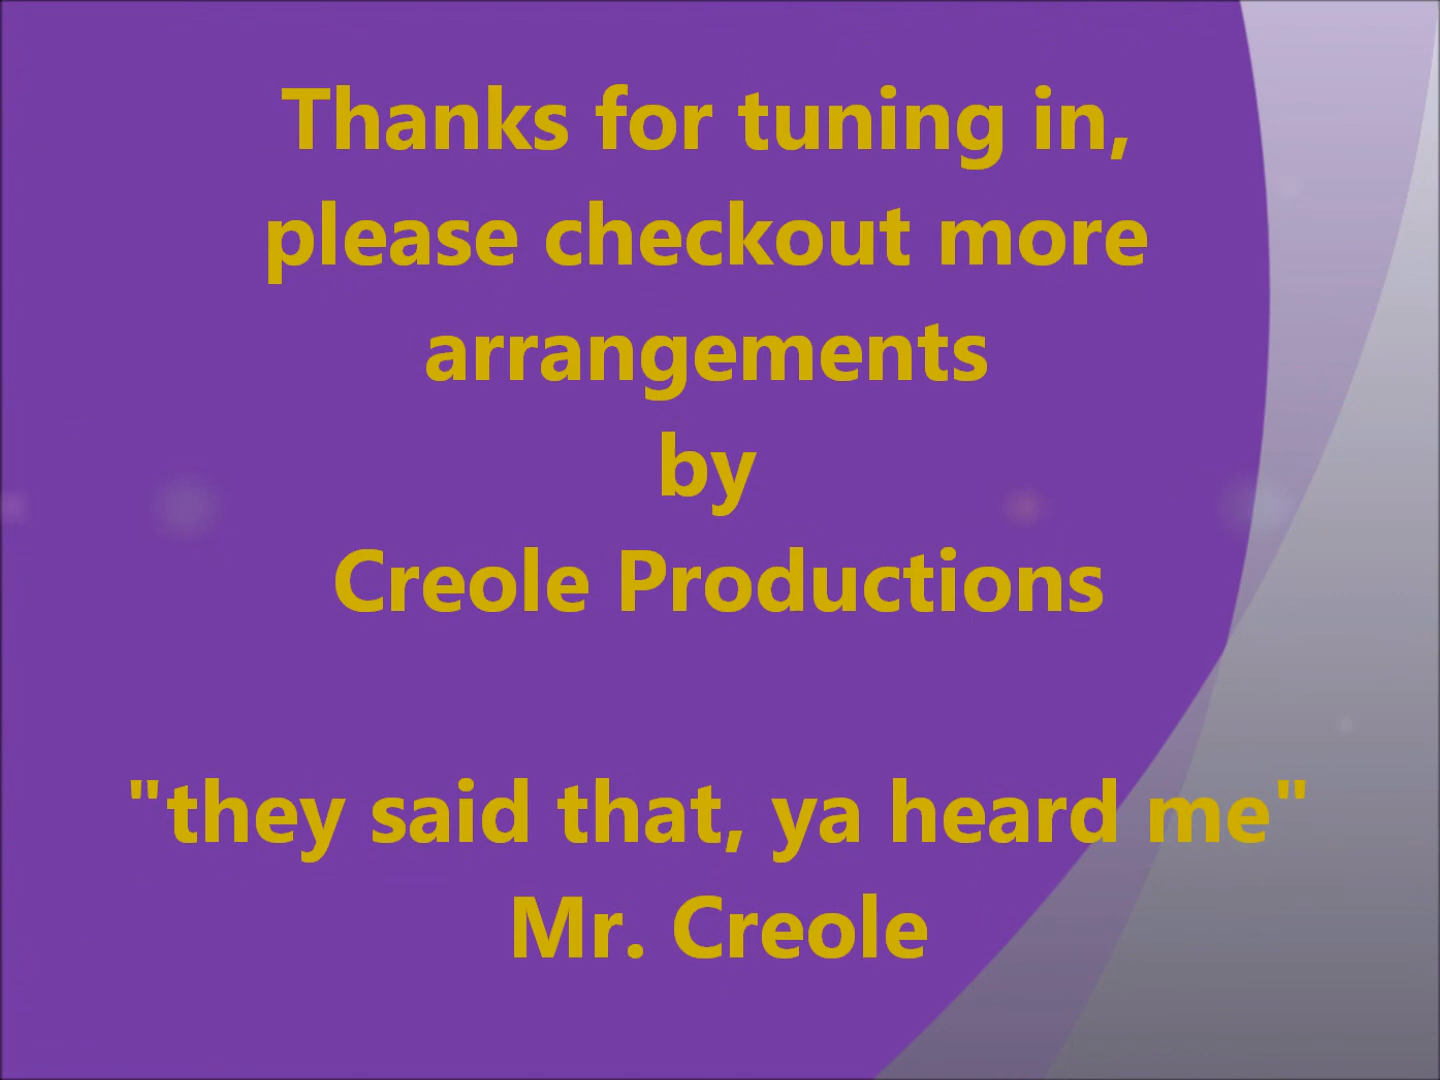 Thanks for tuning in,
please checkout more
arrangements
by
Creole Productions
"they said that, ya heard me"
Mr. Creole